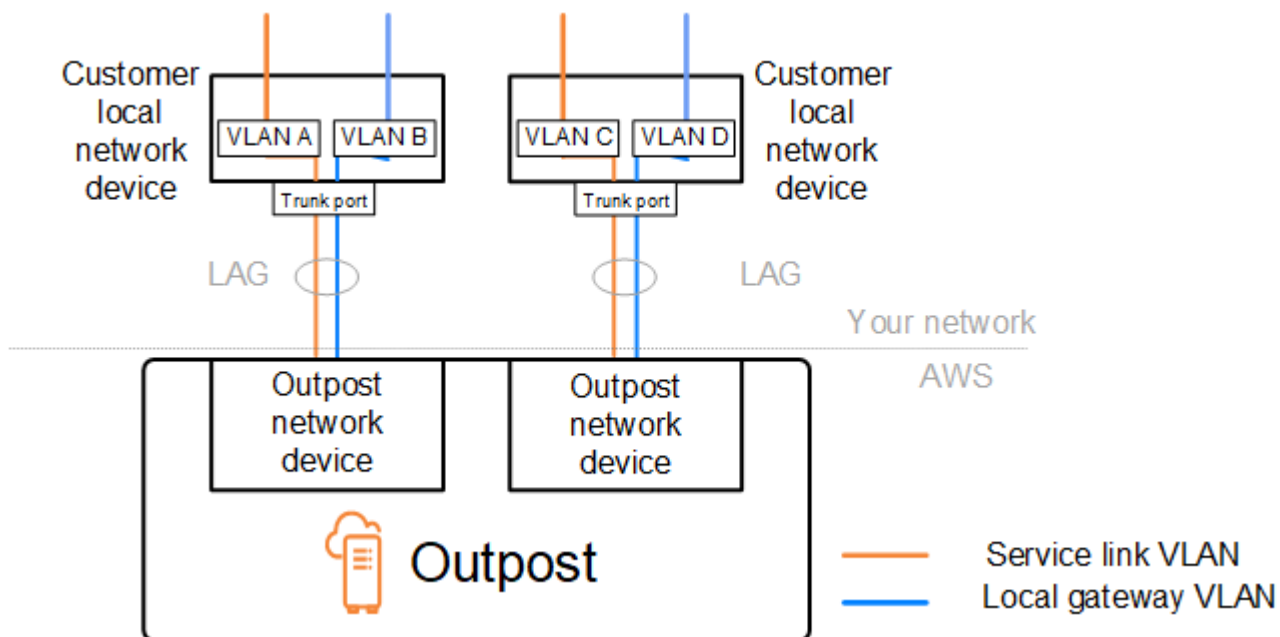 Customer
local
network
device
VLAN A
VLAN B
Trunk port
VLAN C
VLAN D
Trunk port
Customer
local
network
device
LAG
LAG
Your network
AWS
Outpost
network
device
Outpost
network
device
Outpost
Service link VLAN
Local gateway VLAN